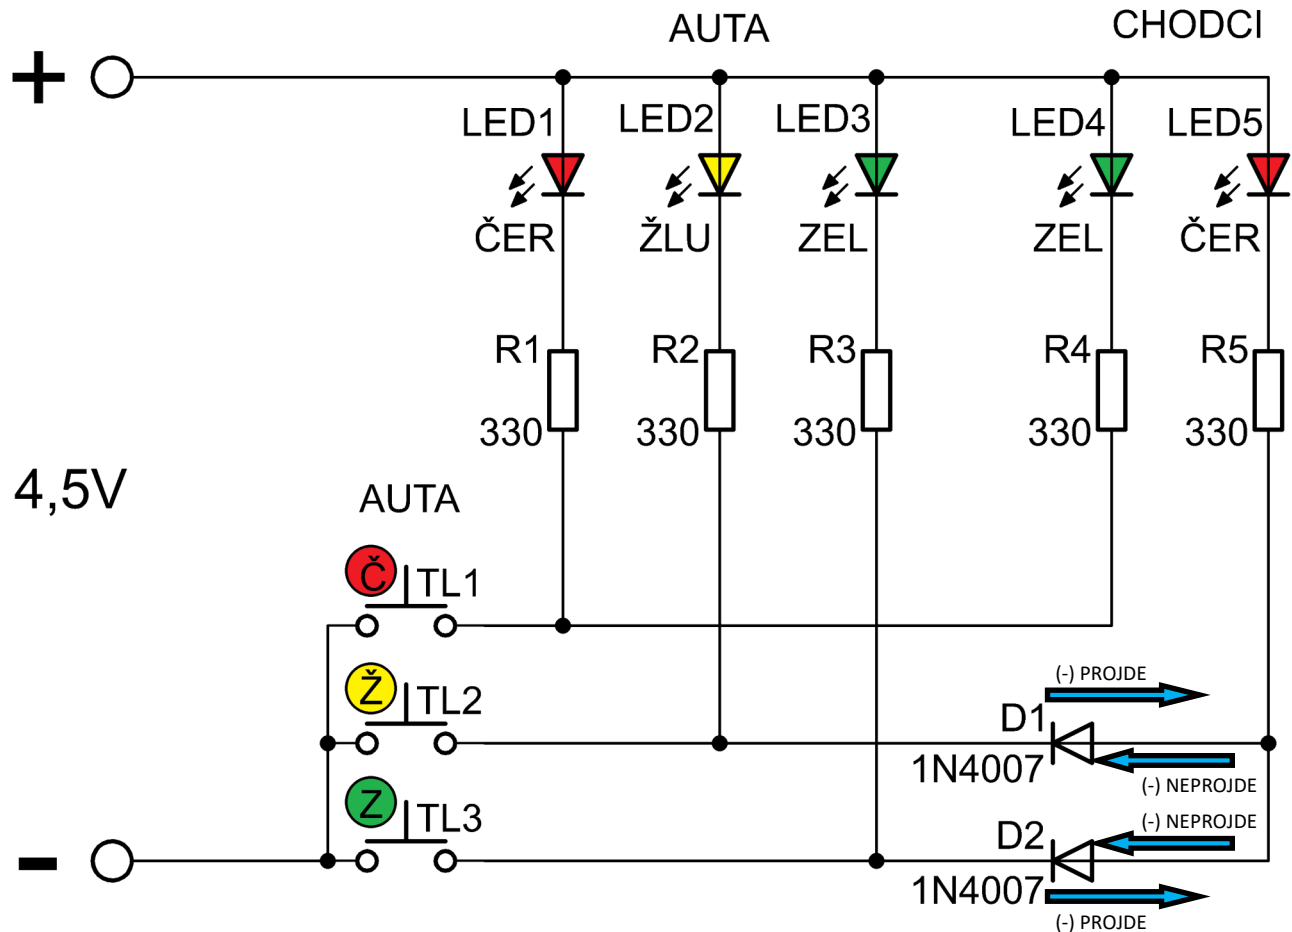 AUTA
CHODCI
+
LED1
LED2
LED3
LED4
LED5
ČER
ŽLU
ZEL
ZEL
ČER
R1
R2
R3
R4
R5
330
330
330
330
330
4,5V
AUTA
Č
TL1
Ž
TL2
(-) PROJDE
D1
1N4007
(-) NEPROJDE
Z
TL3
(-) NEPROJDE
D2
-
1N4007
(-) PROJDE